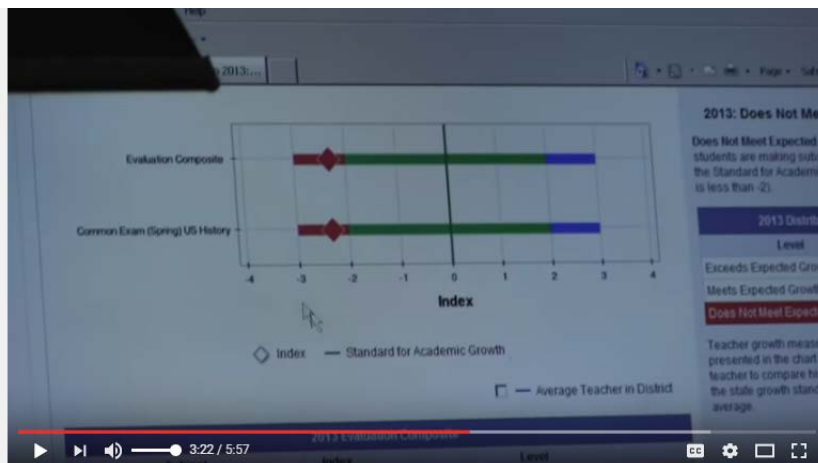 Help
2013:...
Page
2013: Does Not Me
Does Not Meet Expected
students are making sub
the Standard for Academ
is less than -2).
Evaluation Composite
Common Exam (Spring) US History
-4 -3 -2 -1 0 1 2 3 4
Index
Index Standard for Academic Growth
Average Teacher in District
2013 Distrib
Level
Exceeds Expected Gro
Meets Expected Growt
Does Not Meet Expect
Teacher growth measu
presented in the chart
teacher to compare h
the state growth stan
average.
2013 Evaluation Composite
Index Level
3:22 / 5:57
CC